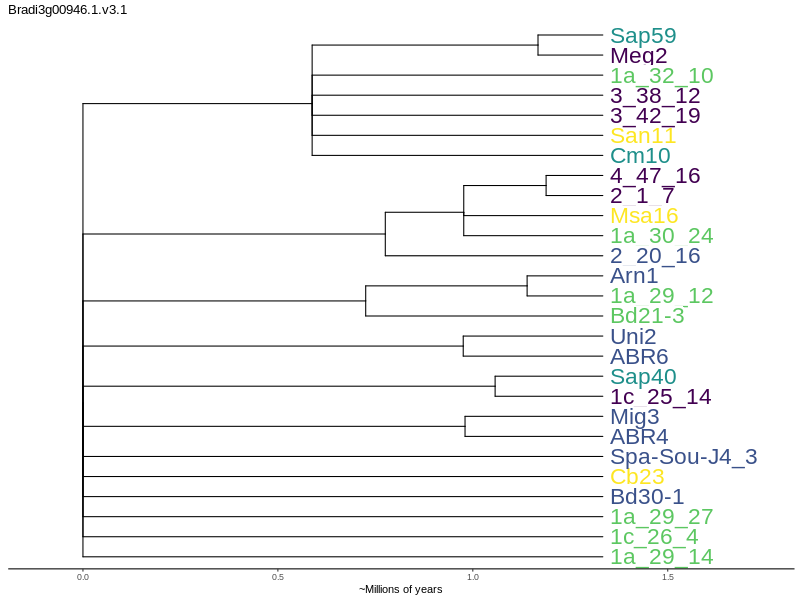 Bradi3g00946.1.v3.1
Sap59
Meg2
1a_32_10
3_38_12
3_42_19
San11
Cm10
4_47_16
2_1_7
Msa16
1a_30_24
2_20_16
Arn1
1a_29_12
Bd21-3
Uni2
ABR6
Sap40
1c_25_14
Mig3
ABR4
Spa-Sou-J4_3
Cb23
Bd30-1
1a_29_27
1c_26_4
1a_29_14
0.0 0.5 1.0 1.5
~Millions of years